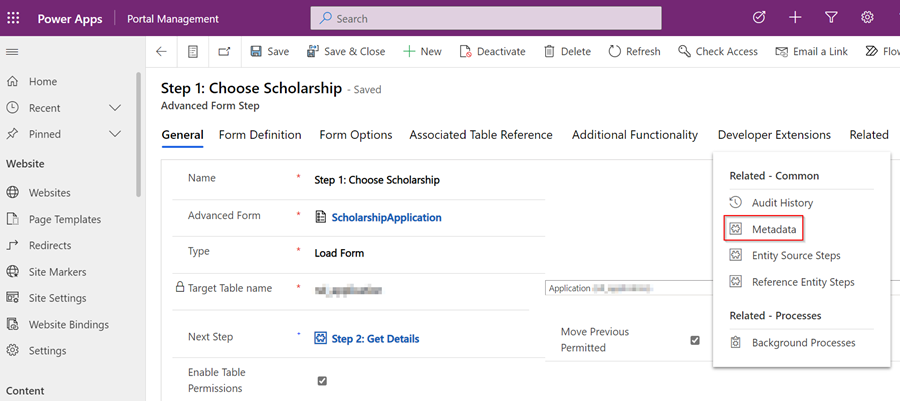 Power Apps Portal Management Search
Save Save & Close New Deactivate Delete Refresh Check Access Email a Link Flow
Step 1: Choose Scholarship - Saved
Advanced Form Step
General Form Definition Form Options Associated Table Reference Additional Functionality Developer Extensions Related
Home
Recent
Pinned
Website
Websites
Page Templates
Redirects
Site Markers
Site Settings
Website Bindings
Settings
Content
Name * Step 1: Choose Scholarship
Advanced Form * ScholarshipApplication
Type * Load Form
Target Table name * Application
Next Step * Step 2: Get Details
Move Previous
Permitted
Enable Table
Permissions
Related - Common
Audit History
Metadata
Entity Source Steps
Reference Entity Steps
Related - Processes
Background Processes